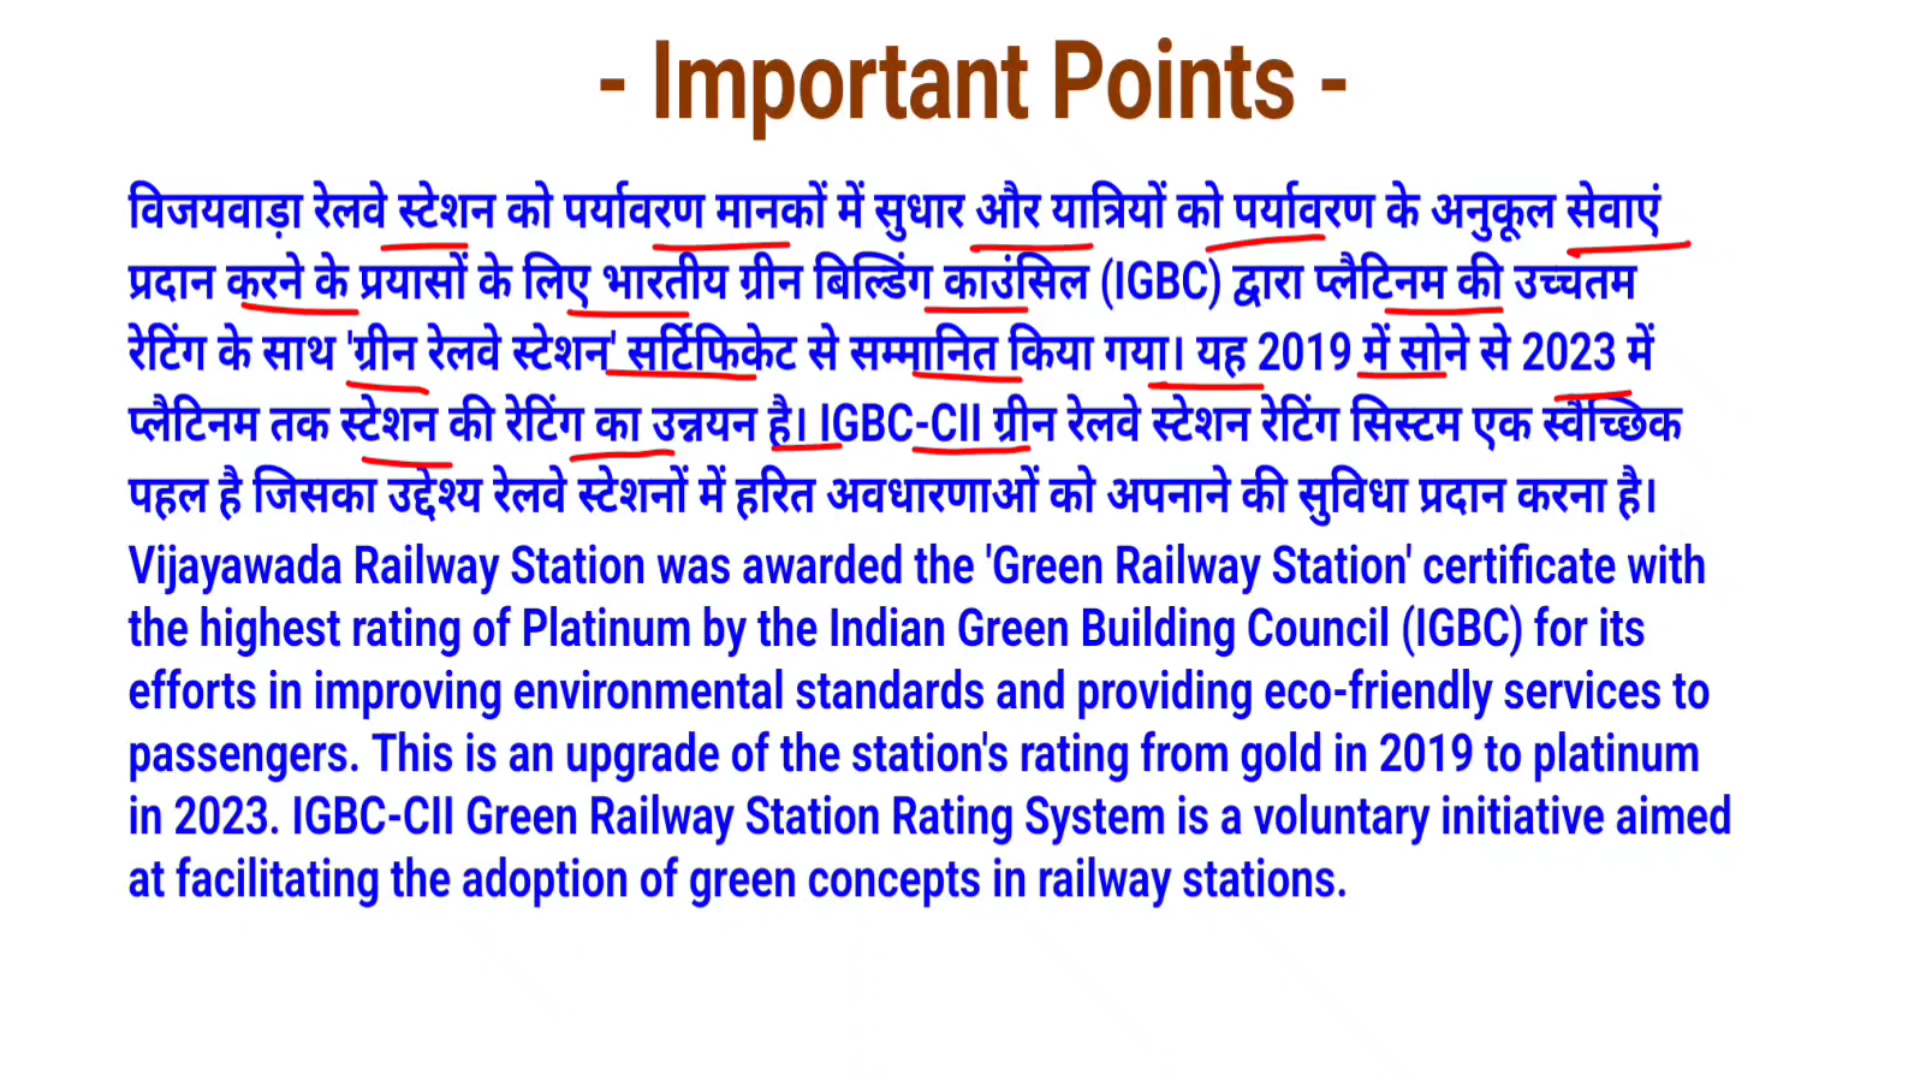 - Important Points -
विजयवाड़ा रेलवे स्टेशन को पर्यावरण मानकों में सुधार और यात्रियों को पर्यावरण के अनुकूल सेवाएं
प्रदान करने के प्रयासों के लिए भारतीय ग्रीन बिल्डिंग काउंसिल (IGBC) द्वारा प्लैटिनम की उच्चतम
रेटिंग के साथ 'ग्रीन रेलवे स्टेशन' सर्टिफिकेट से सम्मानित किया गया। यह 2019 में सोने से 2023 में
प्लैटिनम तक स्टेशन की रेटिंग का उन्नयन है। IGBC-CII ग्रीन रेलवे स्टेशन रेटिंग सिस्टम एक स्वैच्छिक
पहल है जिसका उद्देश्य रेलवे स्टेशनों में हरित अवधारणाओं को अपनाने की सुविधा प्रदान करना है।
Vijayawada Railway Station was awarded the 'Green Railway Station' certificate with
the highest rating of Platinum by the Indian Green Building Council (IGBC) for its
efforts in improving environmental standards and providing eco-friendly services to
passengers. This is an upgrade of the station's rating from gold in 2019 to platinum
in 2023. IGBC-CII Green Railway Station Rating System is a voluntary initiative aimed
at facilitating the adoption of green concepts in railway stations.